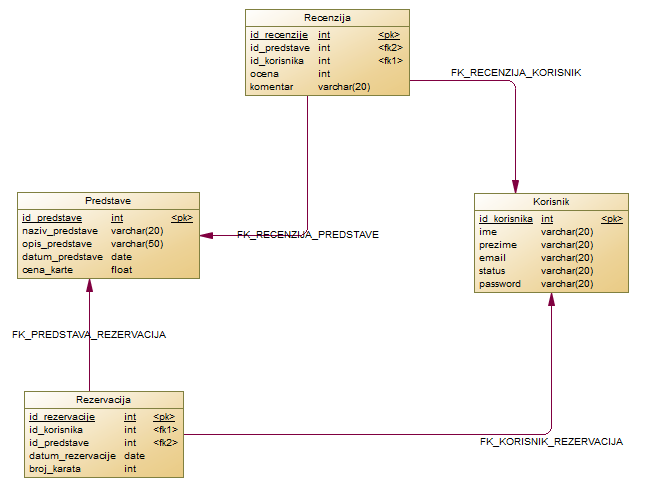 Recenzija
id_recenzije int <pk>
id_predstave int <fk2>
id_korisnika int <fk1>
ocena int
komentar varchar(20)
FK_RECENZIJA_KORISNIK
Predstave
id_predstave int <pk>
naziv_predstave varchar(20)
opis_predstave varchar(50)
datum_predstave date
cena_karte float
FK_RECENZIJA_PREDSTAVE
Korisnik
id_korisnika int <pk>
ime varchar(20)
prezime varchar(20)
email varchar(20)
status varchar(20)
password varchar(20)
FK_PREDSTAVA_REZERVACIJA
Rezervacija
id_rezervacije int <pk>
id_korisnika int <fk1>
id_predstave int <fk2>
datum_rezervacije date
broj_karata int
FK_KORISNIK_REZERVACIJA